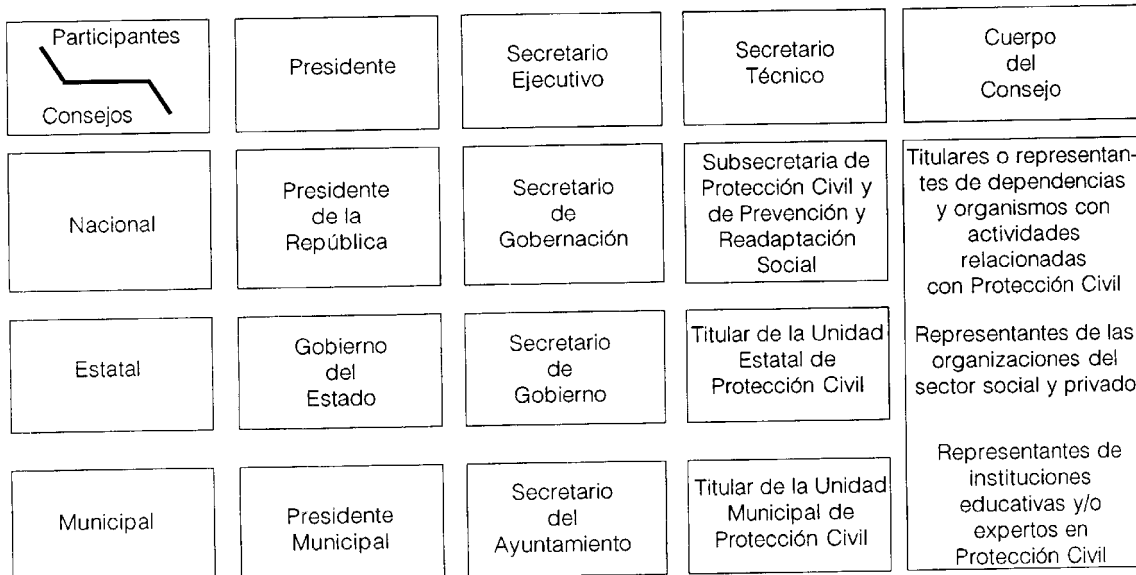 Participantes
Consejos
Presidente
Secretario
Ejecutivo
Secretario
Técnico
Cuerpo
del
Consejo
Nacional
Presidente
de la
República
Secretario
de
Gobernación
Subsecretaria de
Protección Civil y
de Prevención y
Readaptación
Social
Titulares o representan-
tes de dependencias
y organismos con
actividades
relacionadas
con Protección Civil
Estatal
Gobierno
del
Estado
Secretario
de
Gobierno
Titular de la Unidad
Estatal de
Protección Civil
Representantes de las
organizaciones del
sector social y privado
Municipal
Presidente
Municipal
Secretario
del
Ayuntamiento
Titular de la Unidad
Municipal de
Protección Civil
Representantes de
instituciones
educativas y/o
expertos en
Protección Civil